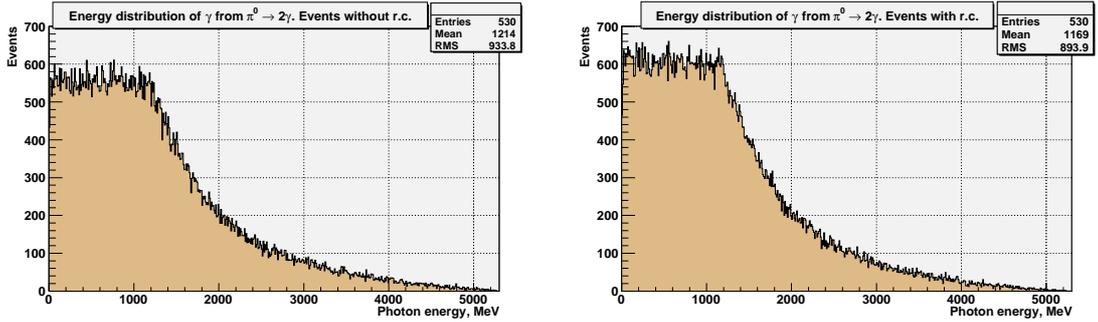 Energy distribution of γ from π⁰ → 2γ. Events without r.c.
Entries 530
Mean 1214
RMS 933.8
Events
700
600
500
400
300
200
100
0
0 1000 2000 3000 4000 5000
Photon energy, MeV
Energy distribution of γ from π⁰ → 2γ. Events with r.c.
Entries 530
Mean 1169
RMS 893.9
Events
700
600
500
400
300
200
100
0
0 1000 2000 3000 4000 5000
Photon energy, MeV